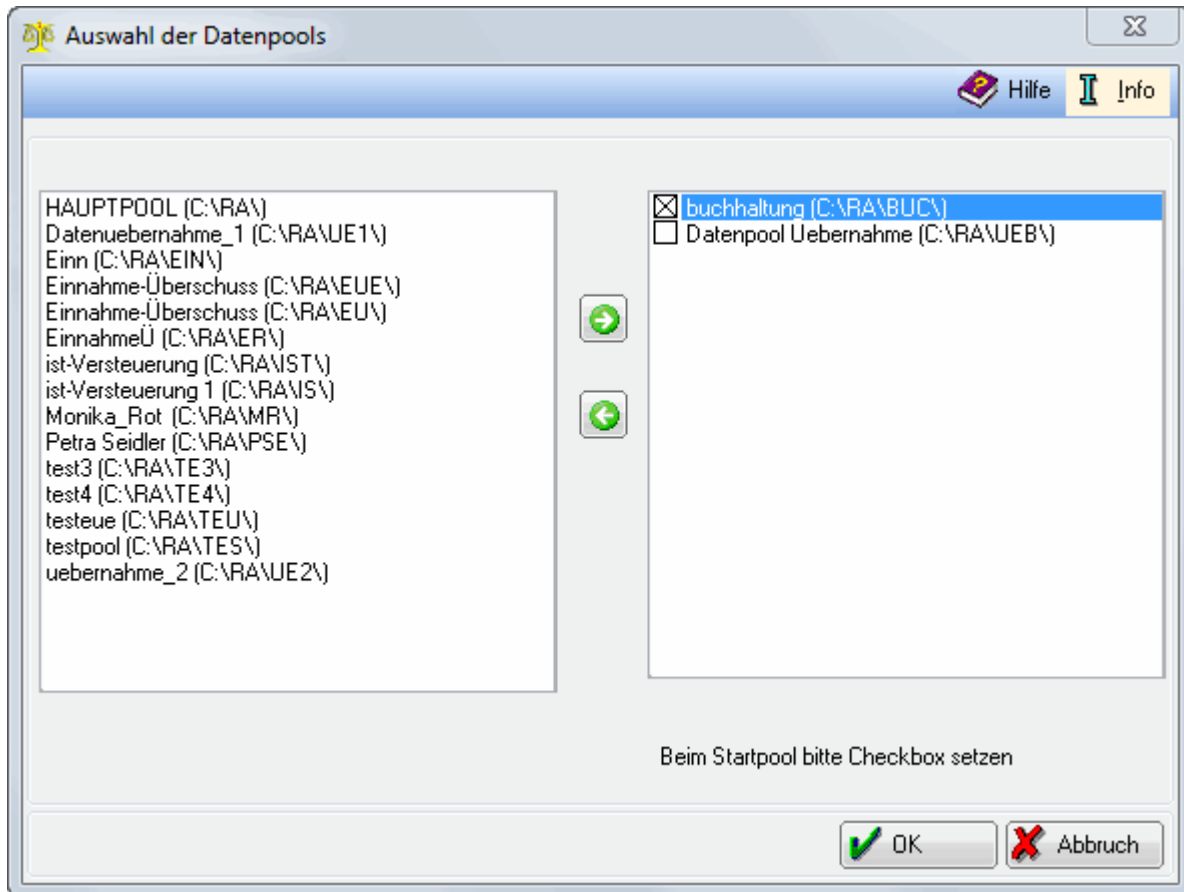 Auswahl der Datenpools
Hilfe
Info
HAUPTPOOL (C:\RA\)
Datenuebernahme_1 (C:\RA\UE1\)
Einn (C:\RA\EIN\)
Einnahme-Überschuss (C:\RA\EUE\)
Einnahme-Überschuss (C:\RA\EU\)
EinnahmeÜ (C:\RA\ER\)
ist-Versteuerung (C:\RA\IST\)
ist-Versteuerung 1 (C:\RA\IS\)
Monika_Rot (C:\RA\MR\)
Petra Seidler (C:\RA\PSE\)
test3 (C:\RA\TE3\)
test4 (C:\RA\TE4\)
testeue (C:\RA\TEU\)
testpool (C:\RA\TES\)
uebernahme_2 (C:\RA\UE2\)
buchhaltung (C:\RA\BUC\)
Datenpool Uebernahme (C:\RA\UEB\)
Beim Startpool bitte Checkbox setzen
OK
Abbruch